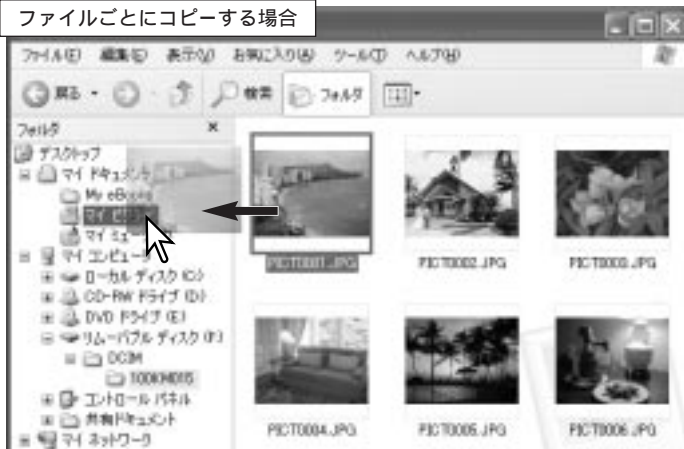 ファイルごとにコピーする場合
ファイル(F) 編集(E) 表示(V) お気に入り(A) ツール(T) ヘルプ(H)
戻る 検索 フォルダ
フォルダ ×
デスクトップ
マイ ドキュメント
My eBooks
マイ ピ
マイ ミュ
マイ コンピュータ
ローカル ディスク (C:)
CD-RW ドライブ (D:)
DVD ドライブ (E:)
リムーバブル ディスク (F:)
DCIM
100KM015
コントロール パネル
共有ドキュメント
マイ ネットワーク
PICT0001.JPG PICT0002.JPG PICT0003.JPG
PICT0004.JPG PICT0005.JPG PICT0006.JPG